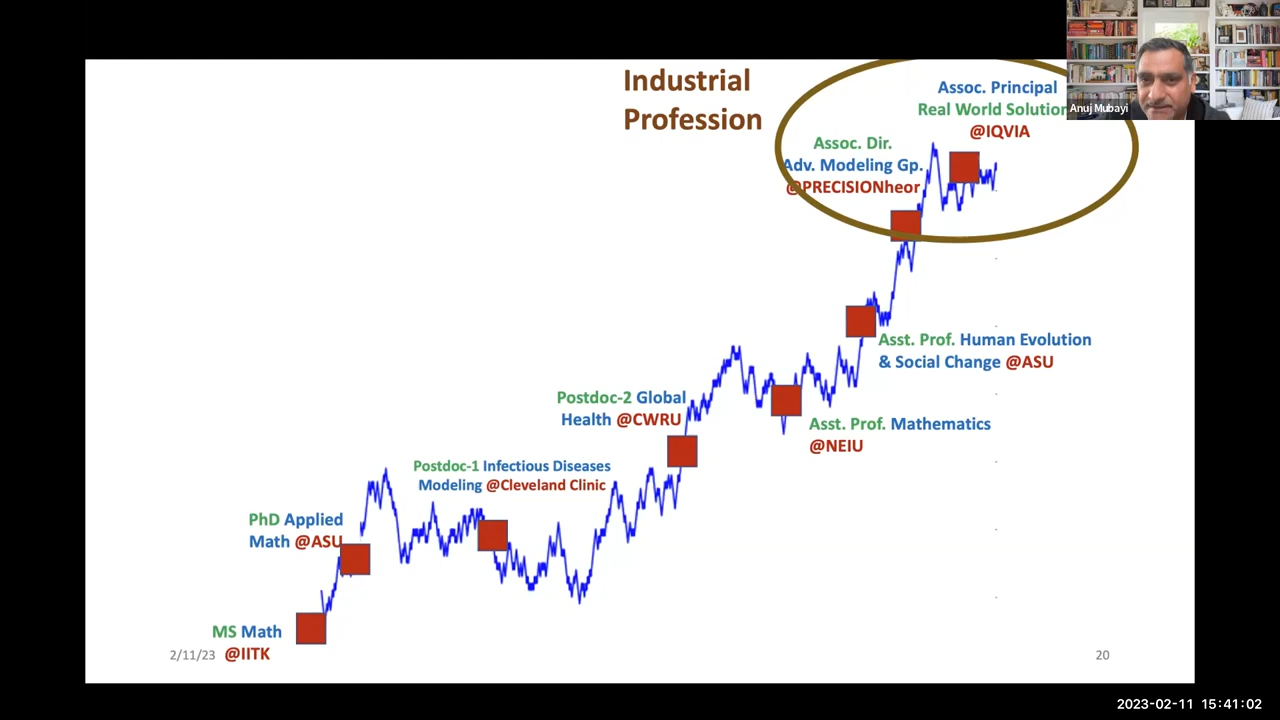 Industrial
Profession
Assoc. Principal
Real World Solution
@IQVIA
Anuj Mubayi
Assoc. Dir.
Adv. Modeling Gp.
@PRECISIONheor
Asst. Prof. Human Evolution
& Social Change @ASU
Postdoc-2 Global
Health @CWRU
Asst. Prof. Mathematics
@NEIU
Postdoc-1 Infectious Diseases
Modeling @Cleveland Clinic
PhD Applied
Math @ASU
MS Math
@IITK
2/11/23
20
2023-02-11 15:41:02